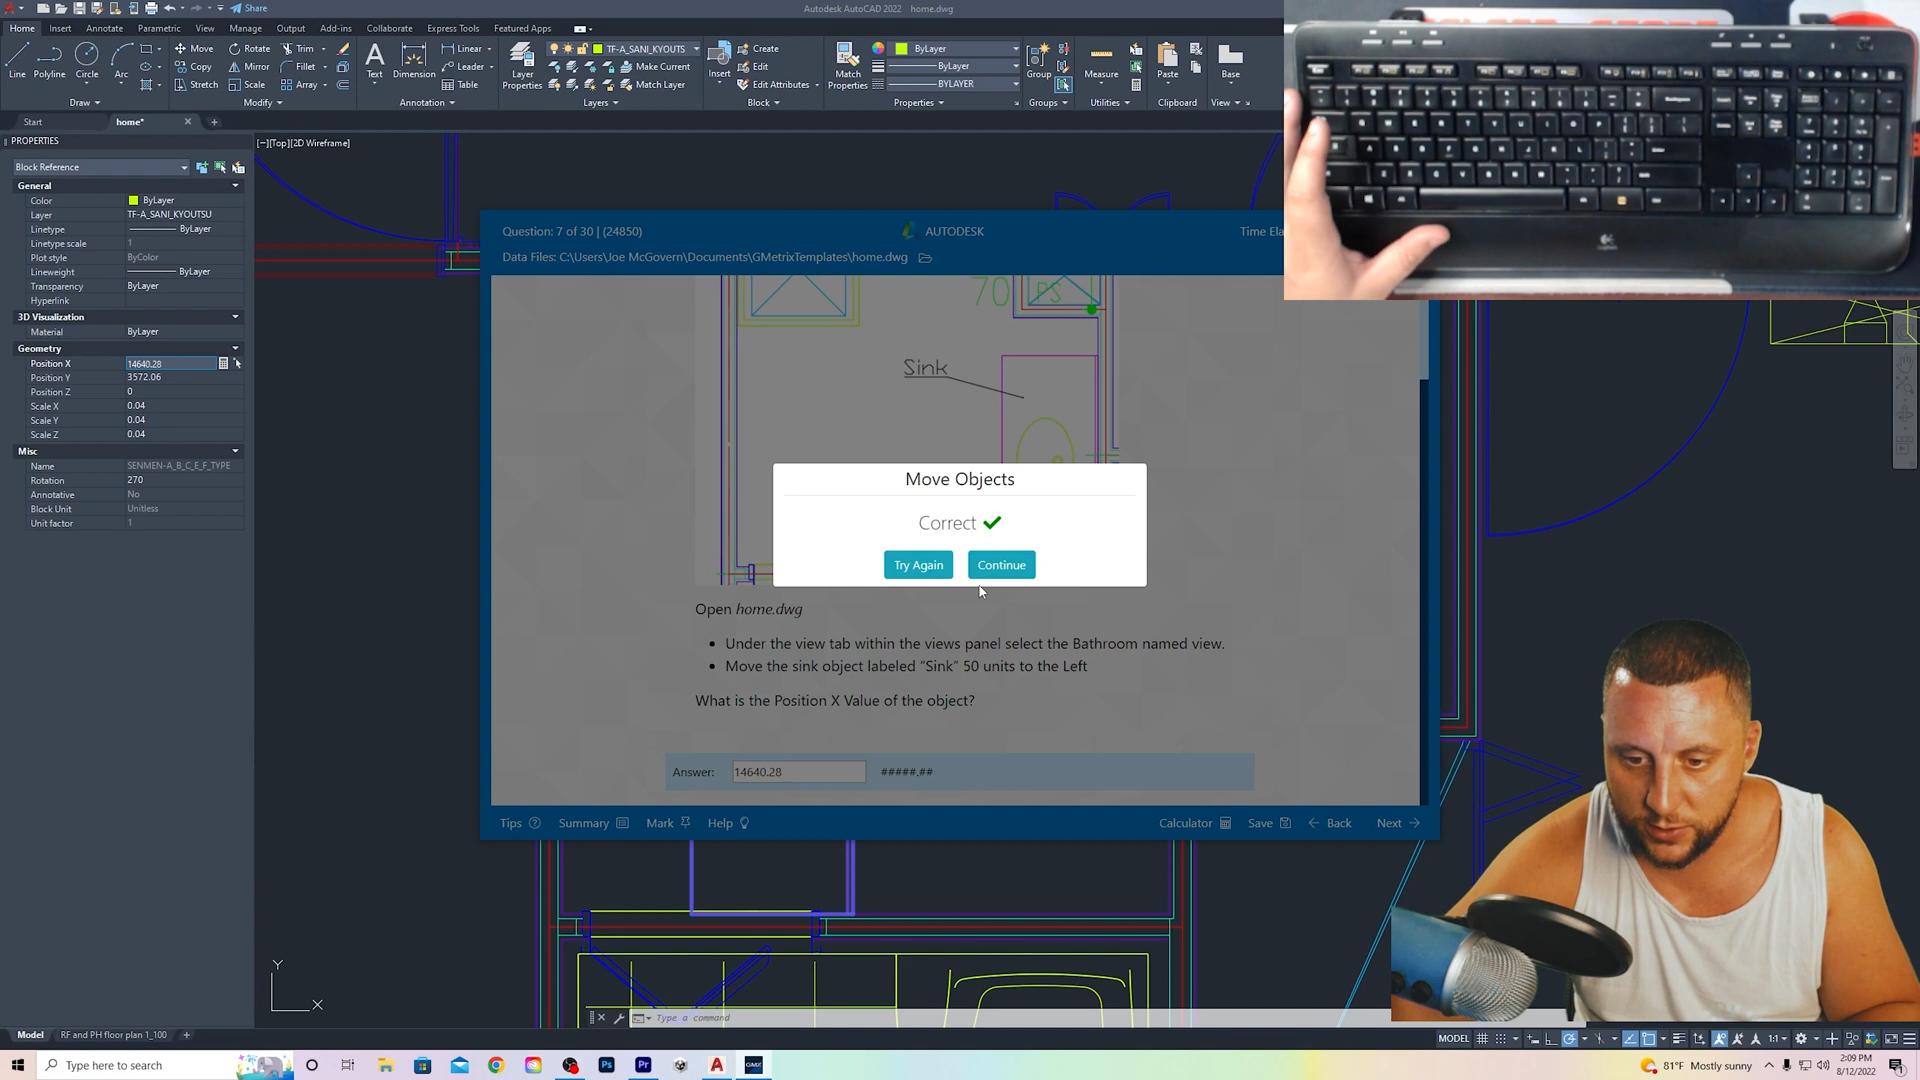 Share
Autodesk AutoCAD 2022 home.dwg
Home Insert Annotate Parametric View Manage Output Add-ins Collaborate Express Tools Featured Apps
Line Polyline Circle Arc
Move Rotate Trim
Copy Mirror Fillet
Stretch Scale Array
Text Dimension
Linear
Leader
Table
Layer Properties
TF-A_SANI_KYOUTS
Make Current
Match Layer
Insert
Create
Edit
Edit Attributes
Match Properties
ByLayer
ByLayer
BYLAYER
Group Measure Paste Base
Draw Modify Annotation Layers Block Properties Groups Utilities Clipboard View
Start home*
PROPERTIES
[−][Top][2D Wireframe]
Block Reference
General
Color ByLayer
Layer TF-A_SANI_KYOUTSU
Linetype ByLayer
Linetype scale 1
Plot style ByColor
Lineweight ByLayer
Transparency ByLayer
Hyperlink
3D Visualization
Material ByLayer
Geometry
Position X 14640.28
Position Y 3572.06
Position Z 0
Scale X 0.04
Scale Y 0.04
Scale Z 0.04
Misc
Name SENMEN-A_B_C_E_F_TYPE
Rotation 270
Annotative No
Block Unit Unitless
Unit factor 1
Question: 7 of 30 | (24850)
AUTODESK
Time Ela
Data Files: C:\Users\Joe McGovern\Documents\GMetrixTemplates\home.dwg
70 PS
Sink
Move Objects
Correct
Try Again Continue
Open home.dwg
• Under the view tab within the views panel select the Bathroom named view.
• Move the sink object labeled "Sink" 50 units to the Left
What is the Position X Value of the object?
Answer: 14640.28 #####.##
Tips Summary Mark Help Calculator Save Back Next
Y
X
Type a command
Model RF and PH floor plan 1_100
MODEL 1:1
Type here to search
81°F Mostly sunny
2:09 PM
8/12/2022